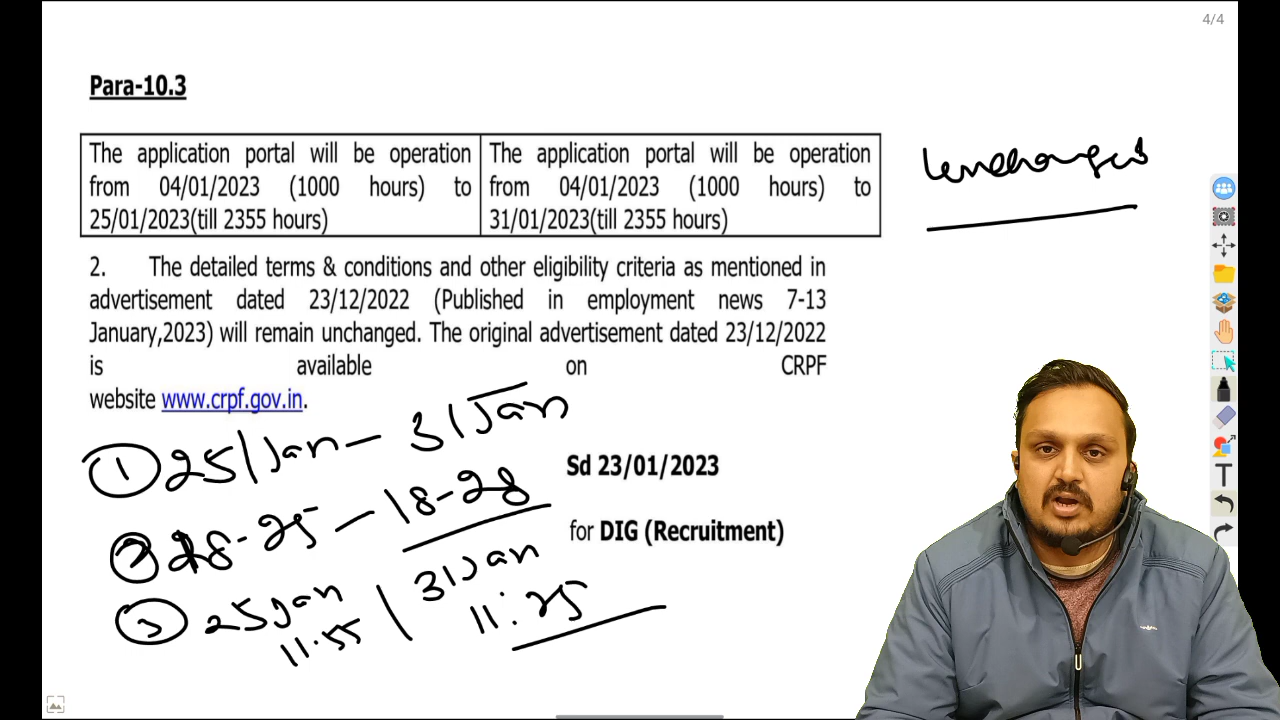 4/4
Para-10.3
The application portal will be operation
from 04/01/2023 (1000 hours) to
25/01/2023(till 2355 hours)
The application portal will be operation
from 04/01/2023 (1000 hours) to
31/01/2023(till 2355 hours)
unchanged
2. The detailed terms & conditions and other eligibility criteria as mentioned in
advertisement dated 23/12/2022 (Published in employment news 7-13
January,2023) will remain unchanged. The original advertisement dated 23/12/2022
is available on CRPF
website www.crpf.gov.in.
① 25/Jan — 31Jan
② 18-25 — 18-28
③ 25Jan | 31Jan
11.55 11:25
Sd 23/01/2023
for DIG (Recruitment)
T